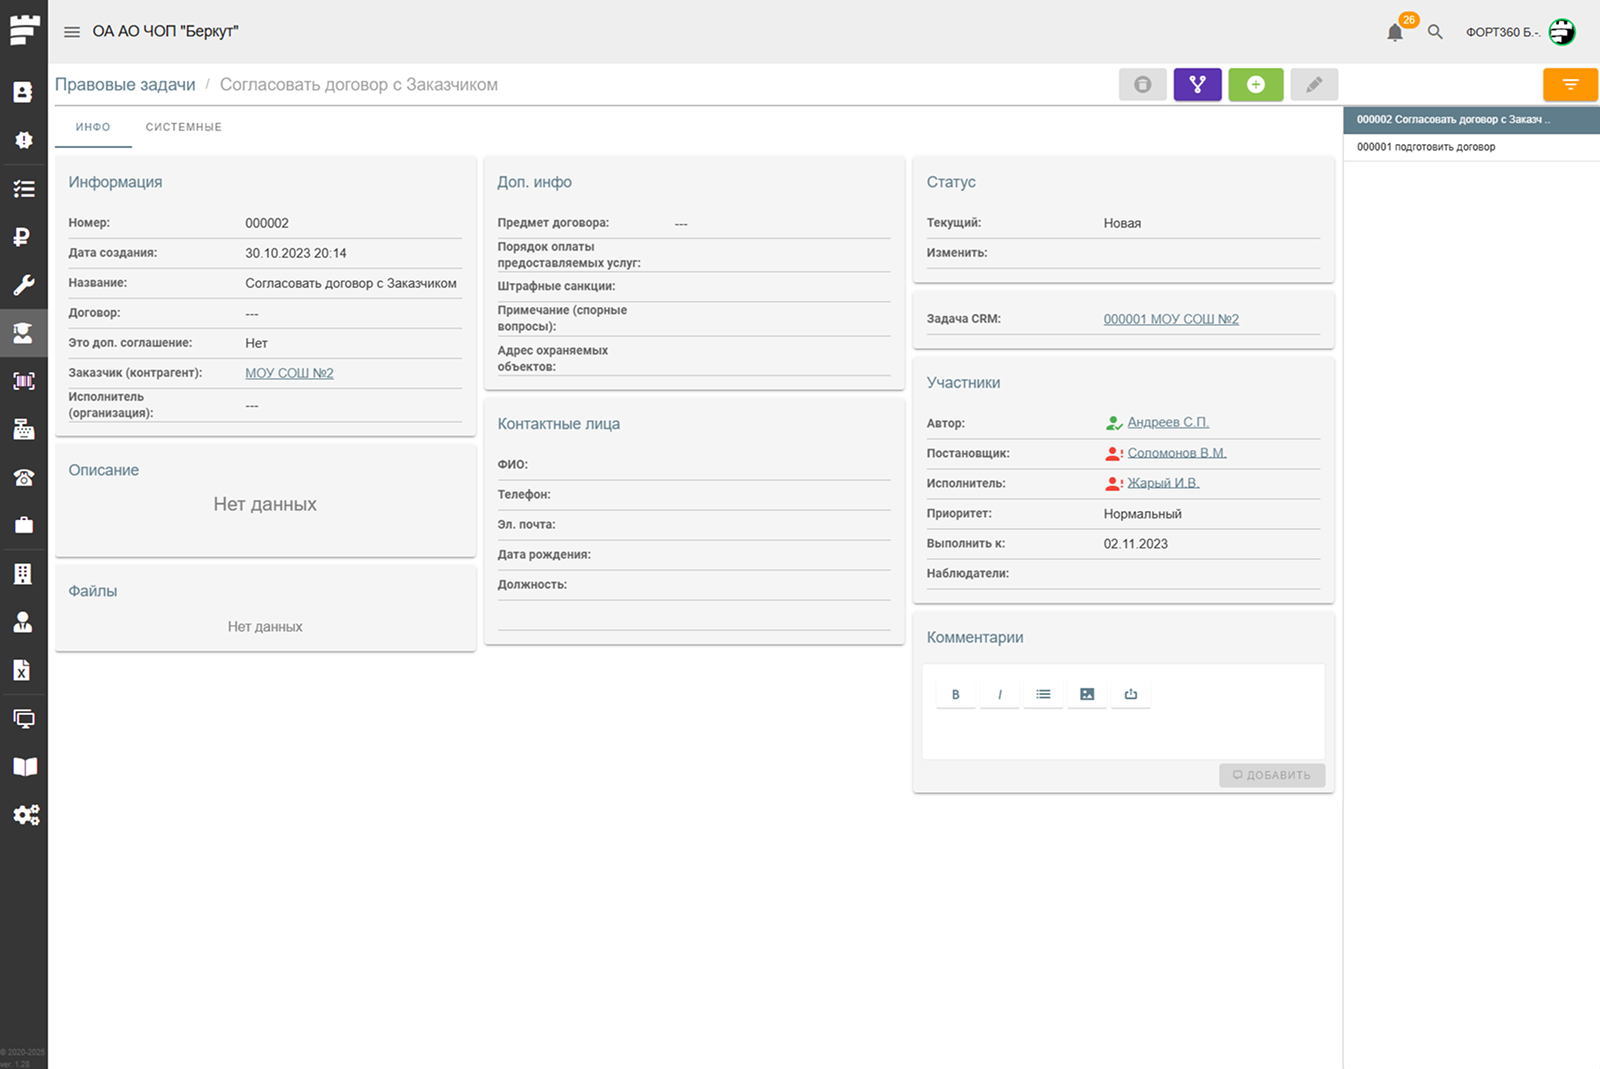 ОА АО ЧОП "Беркут"
26
ФОРТ360 Б.-.
Правовые задачи / Согласовать договор с Заказчиком
ИНФО
СИСТЕМНЫЕ
Информация
Номер: 000002
Дата создания: 30.10.2023 20:14
Название: Согласовать договор с Заказчиком
Договор: ---
Это доп. соглашение: Нет
Заказчик (контрагент): МОУ СОШ №2
Исполнитель
(организация): ---
Описание
Нет данных
Файлы
Нет данных
Доп. инфо
Предмет договора: ---
Порядок оплаты
предоставляемых услуг:
Штрафные санкции:
Примечание (спорные
вопросы):
Адрес охраняемых
объектов:
Контактные лица
ФИО:
Телефон:
Эл. почта:
Дата рождения:
Должность:
Статус
Текущий: Новая
Изменить:
Задача CRM: 000001 МОУ СОШ №2
Участники
Автор: Андреев С.П.
Постановщик: Соломонов В.М.
Исполнитель: Жарый И.В.
Приоритет: Нормальный
Выполнить к: 02.11.2023
Наблюдатели:
Комментарии
B I
ДОБАВИТЬ
000002 Согласовать договор с Заказч ..
000001 подготовить договор
ver. 1.26